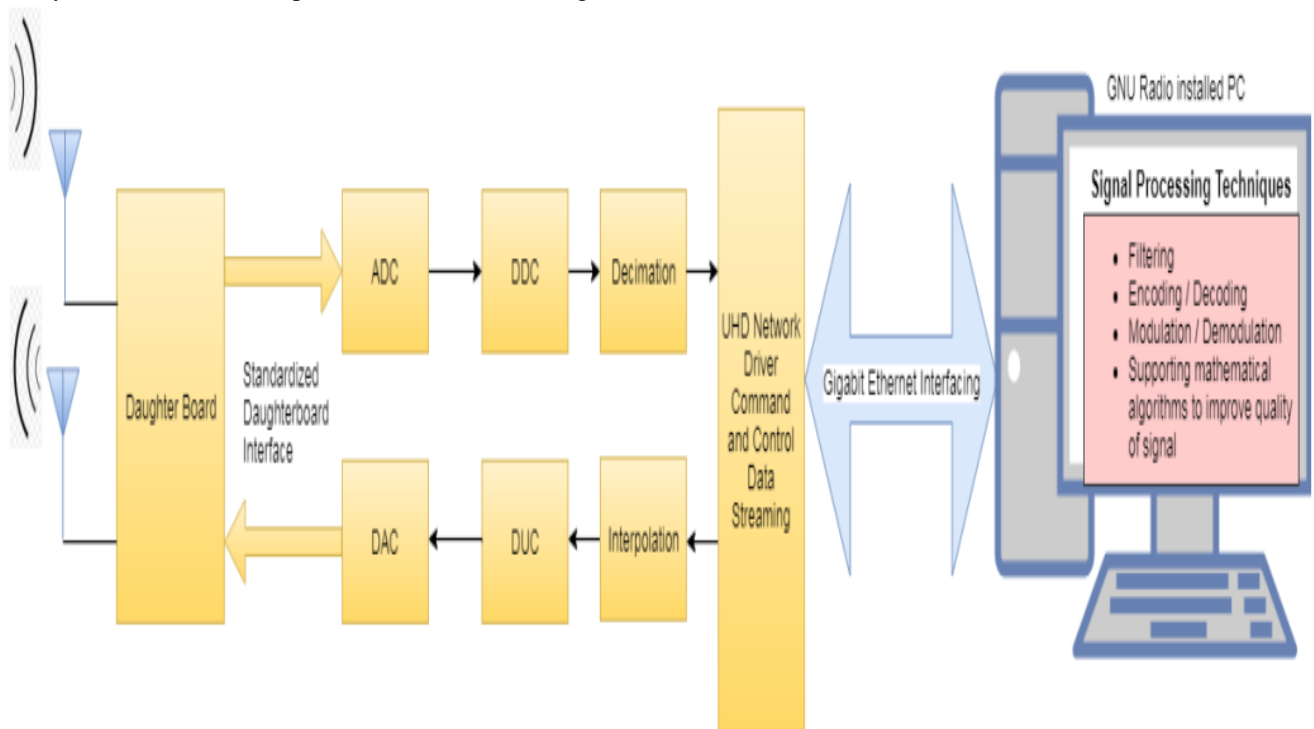 GNU Radio installed PC
Signal Processing Techniques
• Filtering
• Encoding / Decoding
• Modulation / Demodulation
• Supporting mathematical
algorithms to improve quality
of signal
Daughter Board
Standardized
Daughterboard
Interface
ADC
DDC
Decimation
DAC
DUC
Interpolation
UHD Network
Driver
Command
and Control
Data
Streaming
Gigabit Ethernet Interfacing